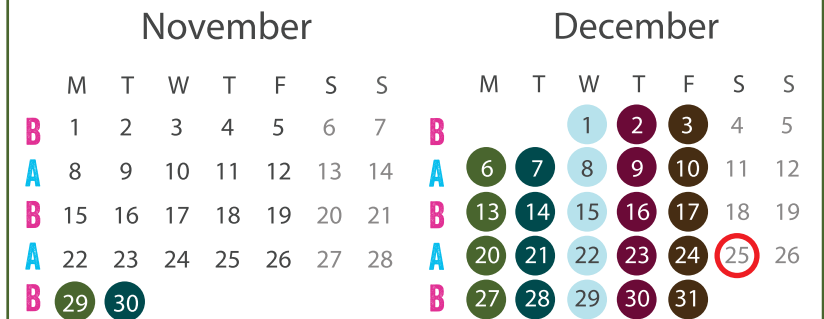 November
M T W T F S S
B 1 2 3 4 5 6 7
A 8 9 10 11 12 13 14
B 15 16 17 18 19 20 21
A 22 23 24 25 26 27 28
B 29 30
December
M T W T F S S
B 1 2 3 4 5
A 6 7 8 9 10 11 12
B 13 14 15 16 17 18 19
A 20 21 22 23 24 25 26
B 27 28 29 30 31